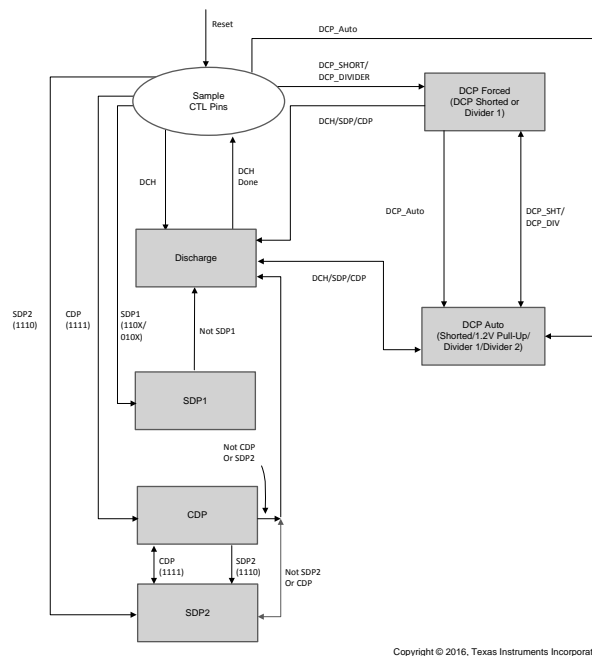 Reset
DCP_Auto
DCP_SHORT/
DCP_DIVIDER
Sample
CTL Pins
DCP Forced
(DCP Shorted or
Divider 1)
DCH/SDP/CDP
DCH
DCH
Done
DCP_Auto
DCP_SHT/
DCP_DIV
Discharge
DCH/SDP/CDP
SDP2
(1110)
CDP
(1111)
SDP1
(110X/
010X)
Not SDP1
DCP Auto
(Shorted/1.2V Pull-Up/
Divider 1/Divider 2)
SDP1
Not CDP
Or SDP2
CDP
CDP
(1111)
SDP2
(1110)
Not SDP2
Or CDP
SDP2
Copyright © 2016, Texas Instruments Incorporat